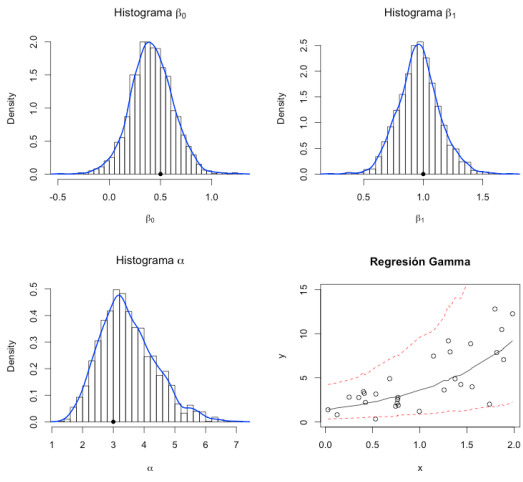 Histograma β0
Density
0.0 0.5 1.0 1.5 2.0
-0.5 0.0 0.5 1.0
β0
Histograma β1
Density
0.0 0.5 1.0 1.5 2.0 2.5
0.5 1.0 1.5
β1
Histograma α
Density
0.0 0.1 0.2 0.3 0.4 0.5
1 2 3 4 5 6 7
α
Regresión Gamma
y
0 5 10 15
0.0 0.5 1.0 1.5 2.0
x